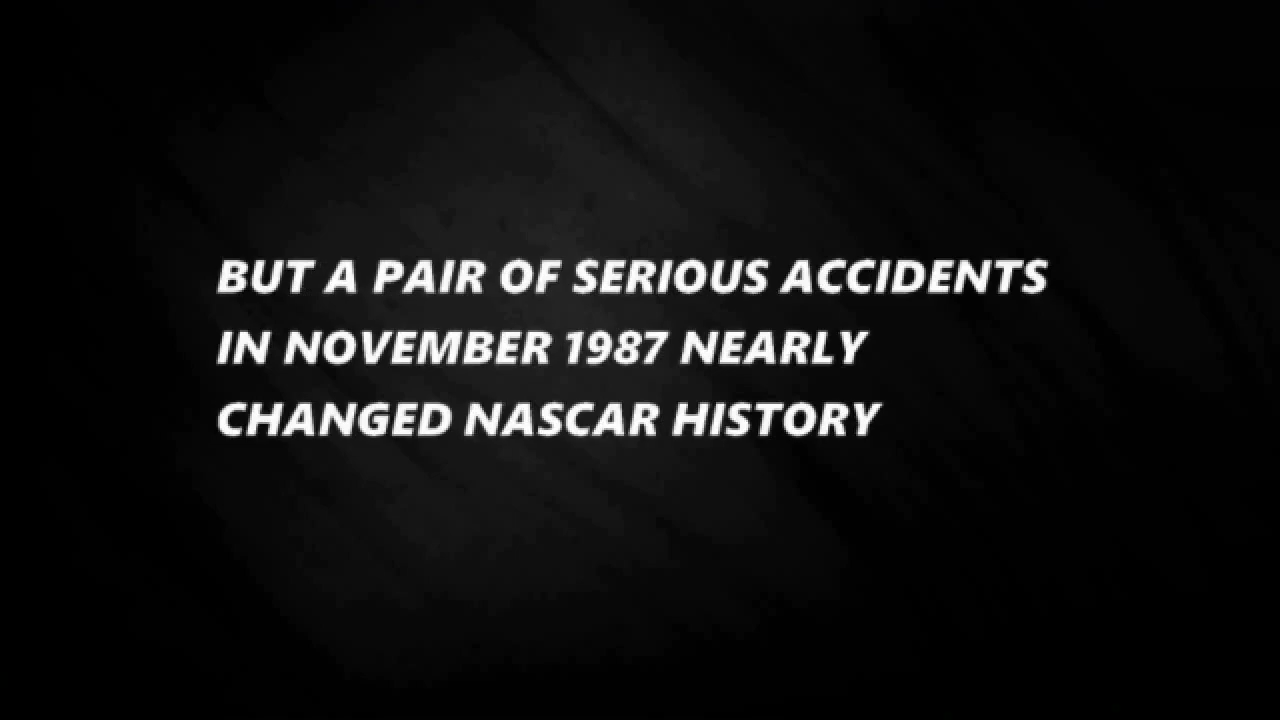 BUT A PAIR OF SERIOUS ACCIDENTS
IN NOVEMBER 1987 NEARLY
CHANGED NASCAR HISTORY